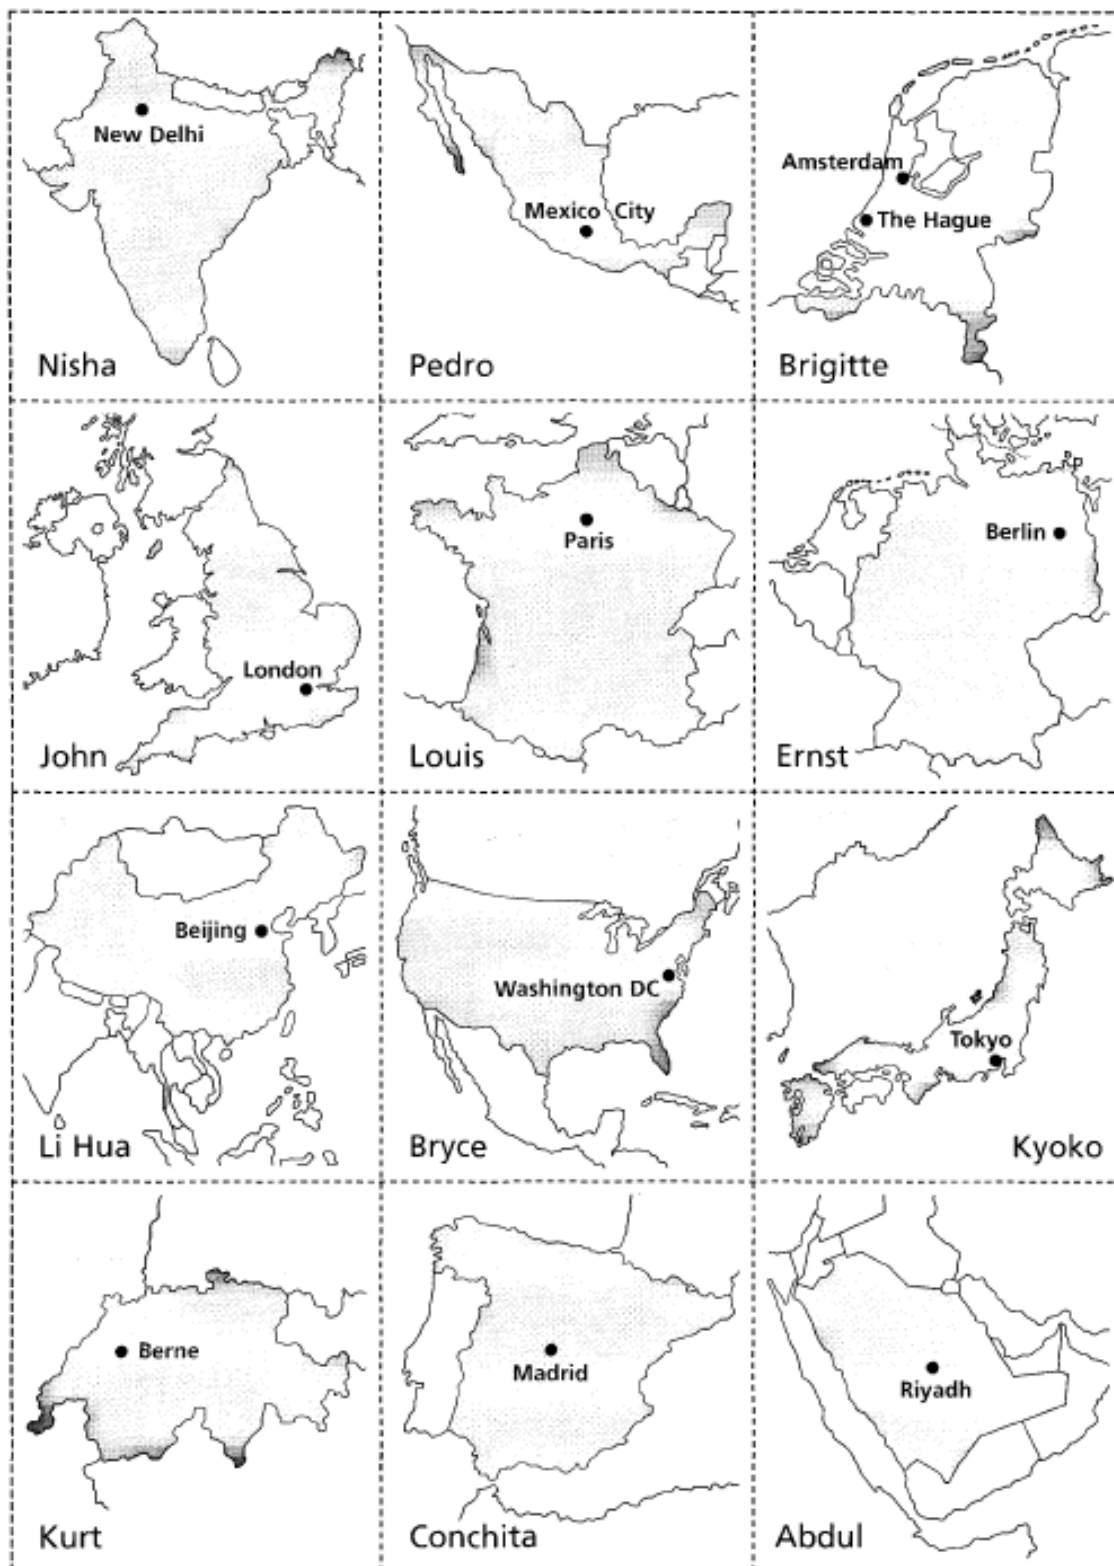 New Delhi
Nisha
Mexico City
Pedro
Amsterdam
The Hague
Brigitte
London
John
Paris
Louis
Berlin
Ernst
Beijing
Li Hua
Washington DC
Bryce
Tokyo
Kyoko
Berne
Kurt
Madrid
Conchita
Riyadh
Abdul